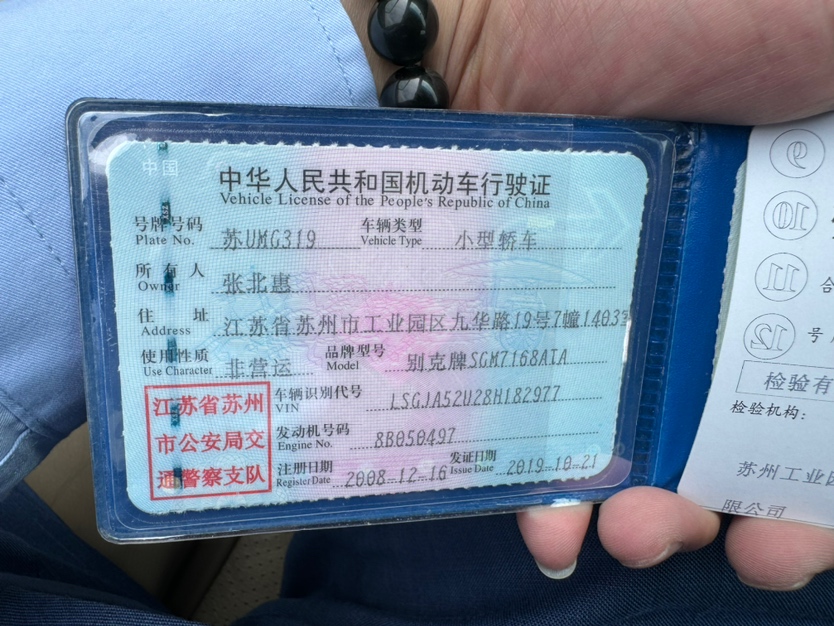 中国
中华人民共和国机动车行驶证
Vehicle License of the People's Republic of China
号牌号码 苏UMG319 车辆类型 小型轿车
Plate No. Vehicle Type
所有人 张北惠
Owner
住址 江苏省苏州市工业园区九华路19号7幢1403室
Address
使用性质 非营运 品牌型号 别克牌SGM7168ATA
Use Character Model
江苏省苏州
市公安局交
通警察支队
车辆识别代号 LSGJA52U28H182977
VIN
发动机号码 8B050497
Engine No.
注册日期 2008-12-16 发证日期 2019-10-21
Register Date Issue Date
9
10
11
合
12
号
检验有
检验机构:
苏州工业园
限公司